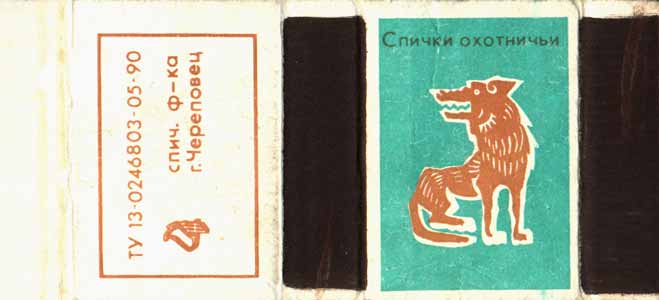 ТУ 13-0246803-05-90
спич. ф-ка
г.Череповец
Спички охотничьи